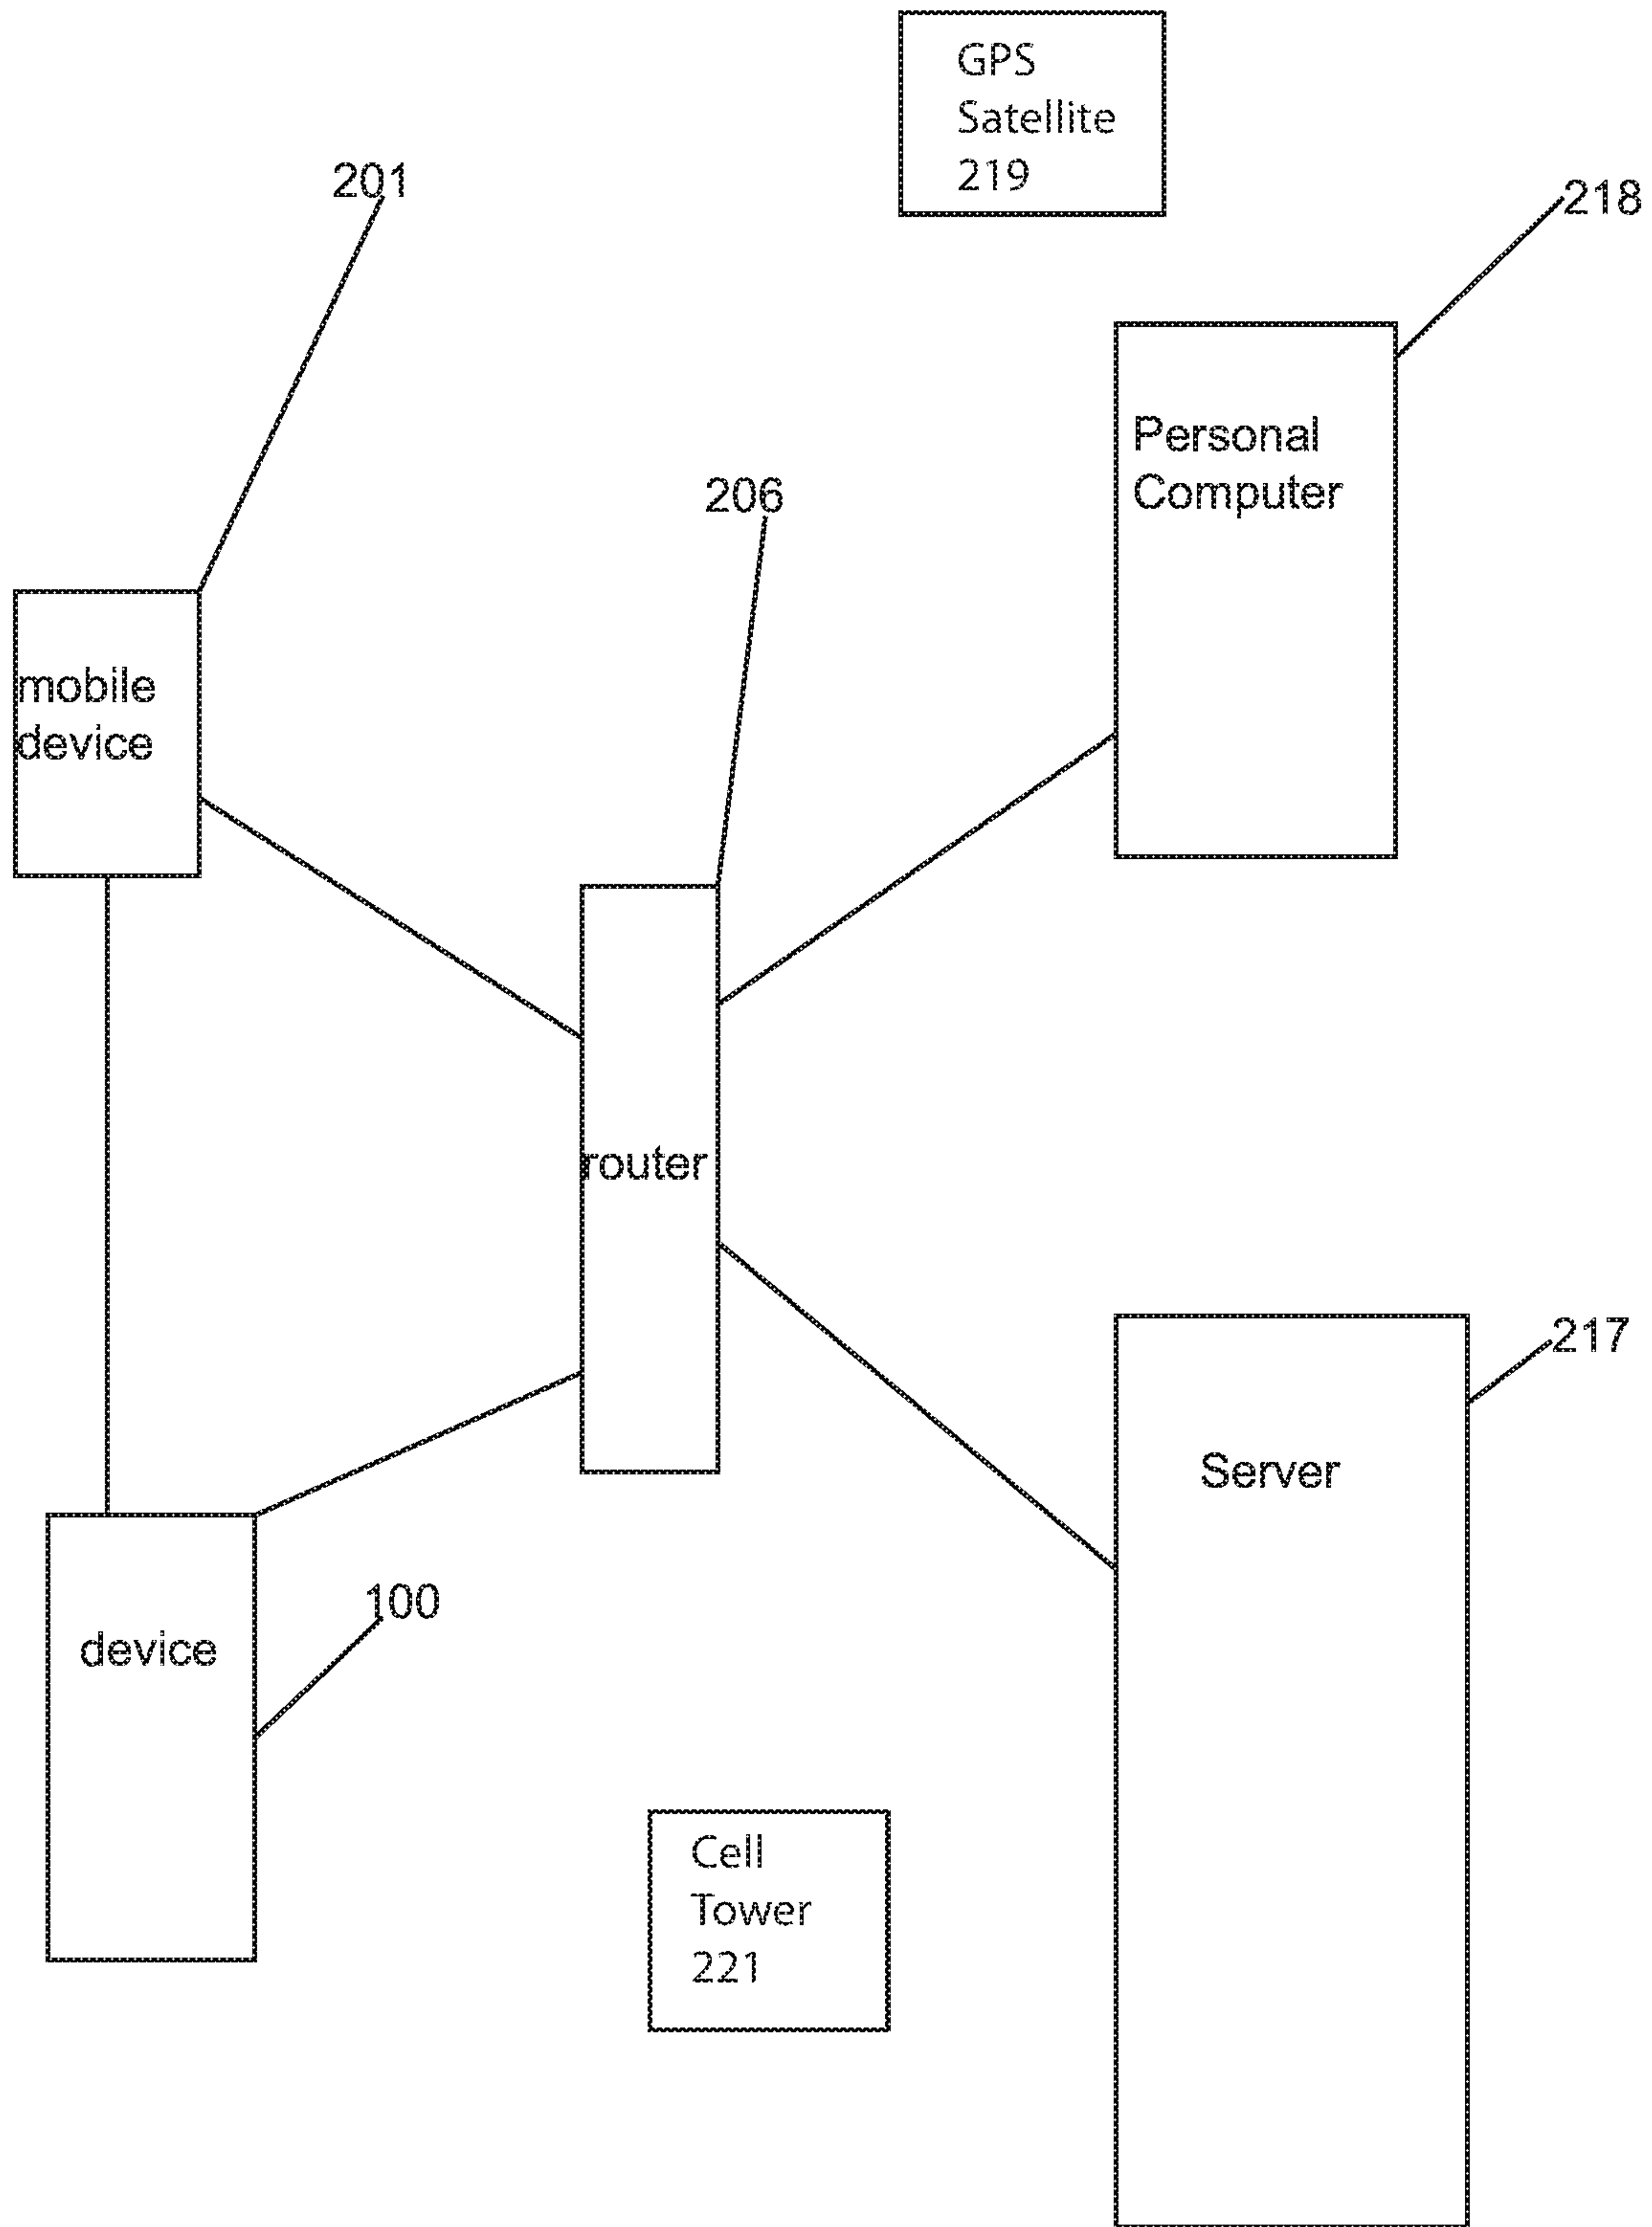 GPS
Satellite
219
201
218
Personal
Computer
206
mobile
device
router
217
Server
100
device
Cell
Tower
221